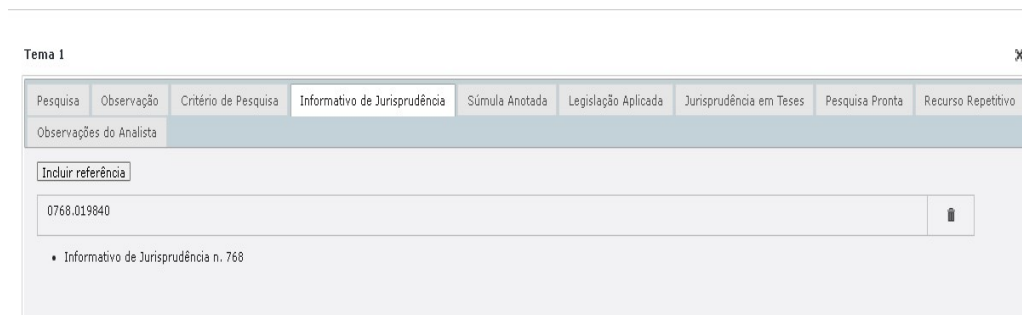 Tema 1
Pesquisa Observação Critério de Pesquisa Informativo de Jurisprudência Súmula Anotada Legislação Aplicada Jurisprudência em Teses Pesquisa Pronta Recurso Repetitivo
Observações do Analista
Incluir referência
0768.019840
• Informativo de Jurisprudência n. 768